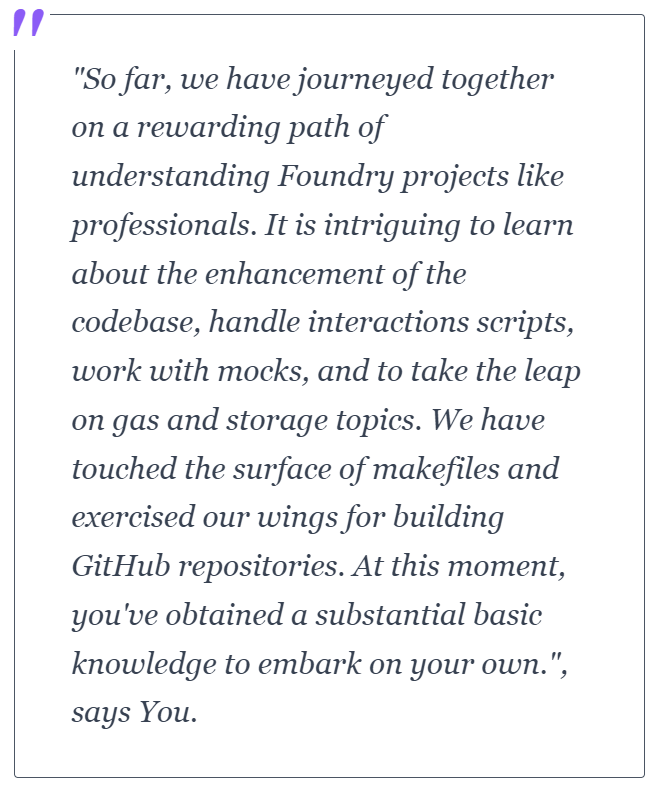 "So far, we have journeyed together
on a rewarding path of
understanding Foundry projects like
professionals. It is intriguing to learn
about the enhancement of the
codebase, handle interactions scripts,
work with mocks, and to take the leap
on gas and storage topics. We have
touched the surface of makefiles and
exercised our wings for building
GitHub repositories. At this moment,
you've obtained a substantial basic
knowledge to embark on your own.",
says You.